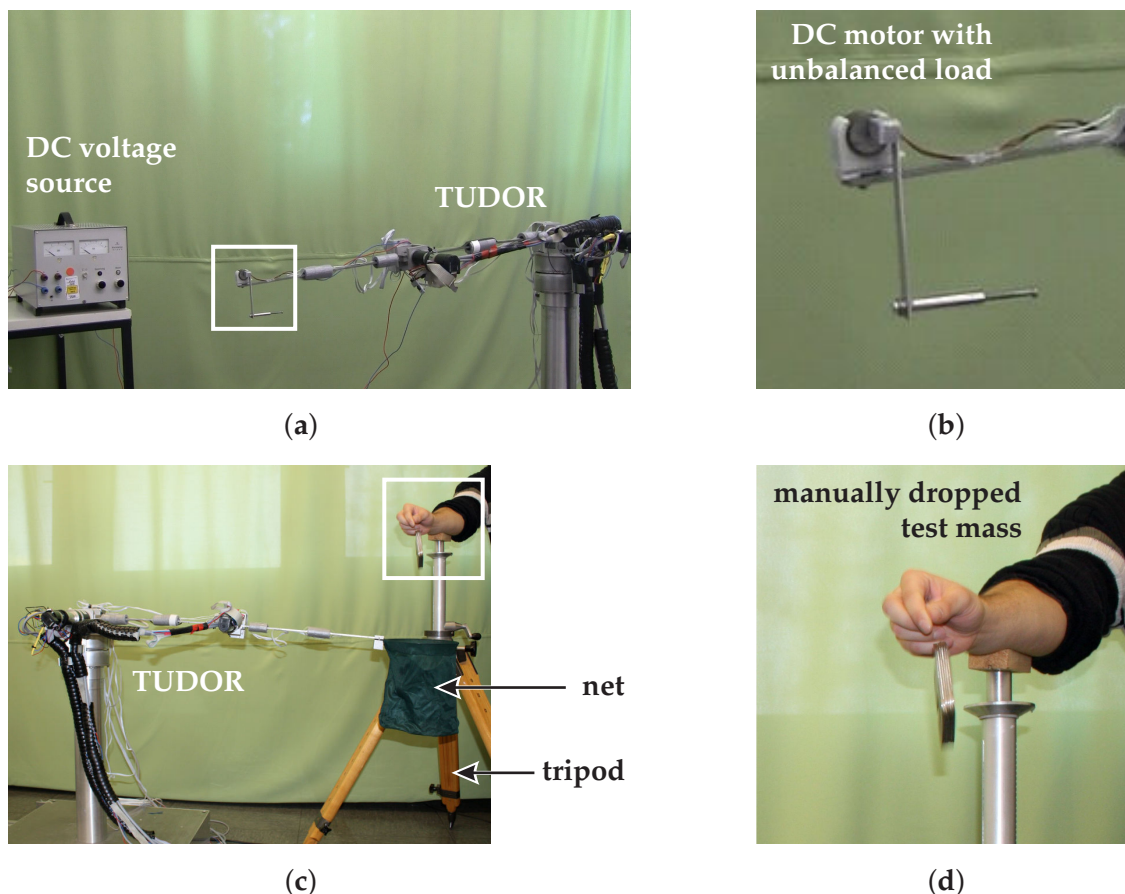 DC voltage
source
TUDOR
DC motor with
unbalanced load
(a)
(b)
TUDOR
net
tripod
manually dropped
test mass
(c)
(d)